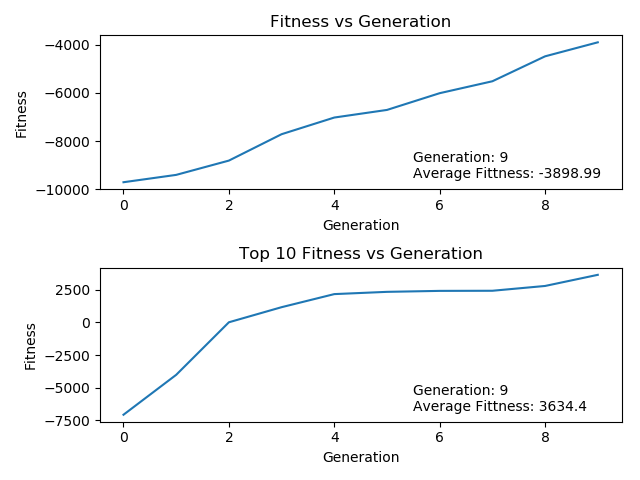 Fitness vs Generation
Fitness
−4000
−6000
−8000
−10000
Generation: 9
Average Fittness: -3898.99
0 2 4 6 8
Generation
Top 10 Fitness vs Generation
Fitness
2500
0
−2500
−5000
−7500
Generation: 9
Average Fittness: 3634.4
0 2 4 6 8
Generation